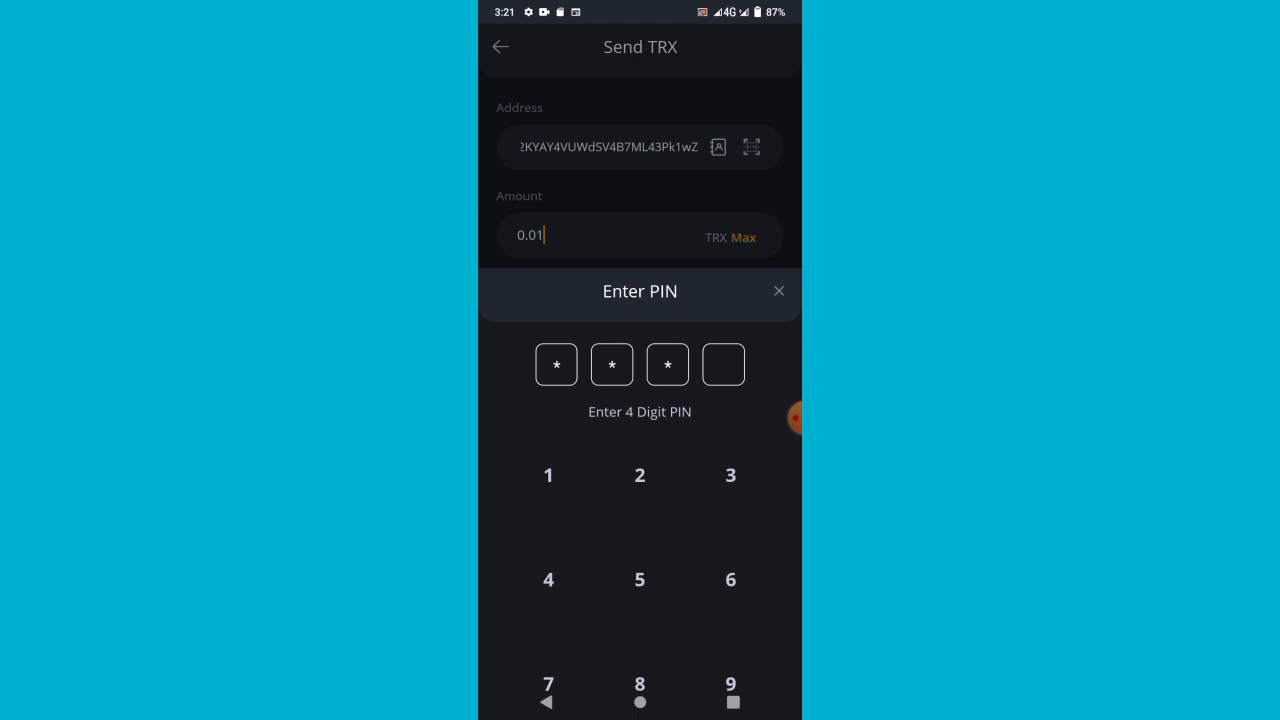 3:21 4G 87%
Send TRX
Address
2KYAY4VUWdSV4B7ML43Pk1wZ
Amount
0.01 TRX Max
Enter PIN
* * *
Enter 4 Digit PIN
1 2 3
4 5 6
7 8 9